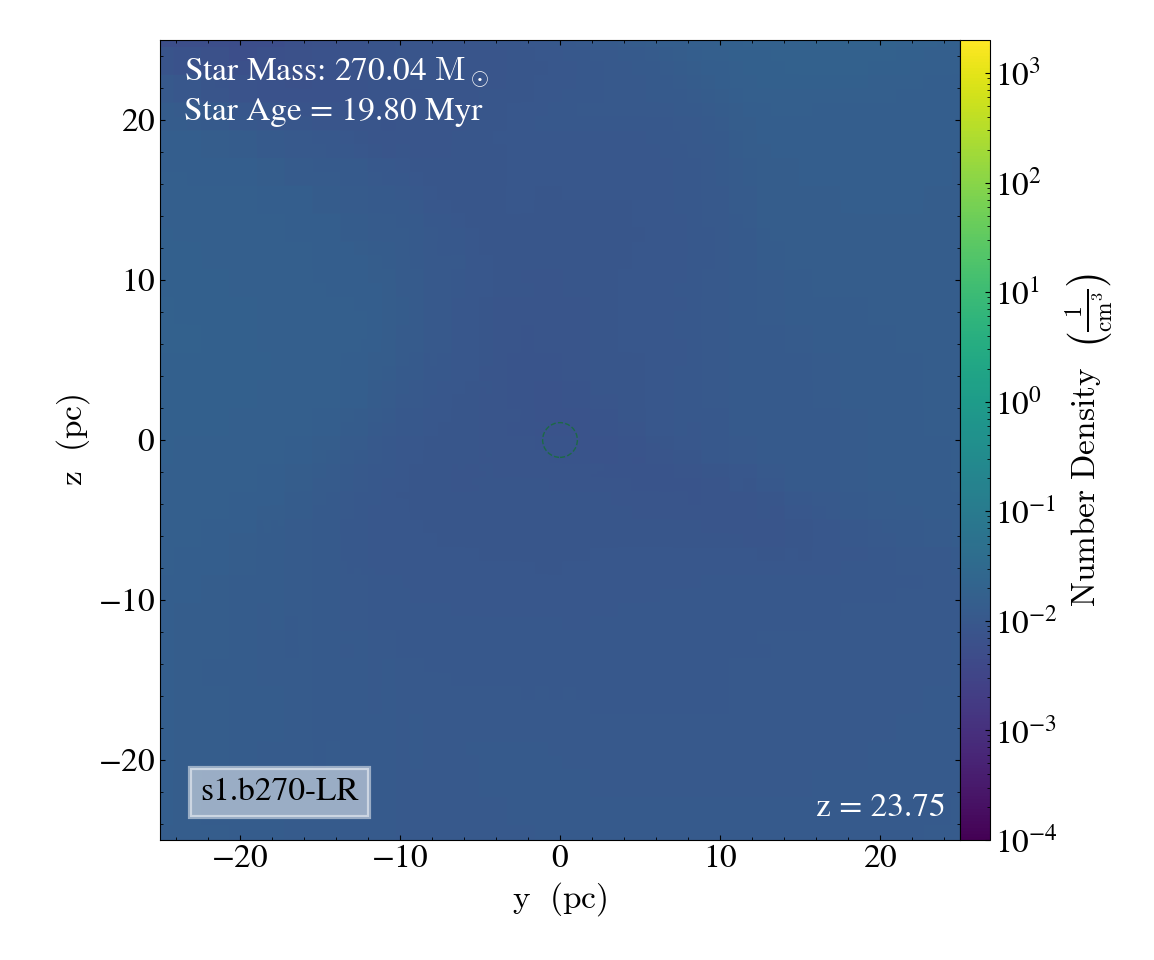 Star Mass: 270.04 M⊙
Star Age = 19.80 Myr
20
10
0
−10
−20
z (pc)
s1.b270-LR
z = 23.75
−20 −10 0 10 20
y (pc)
10³
10²
10¹
10⁰
10⁻¹
10⁻²
10⁻³
10⁻⁴
Number Density (1/cm³)